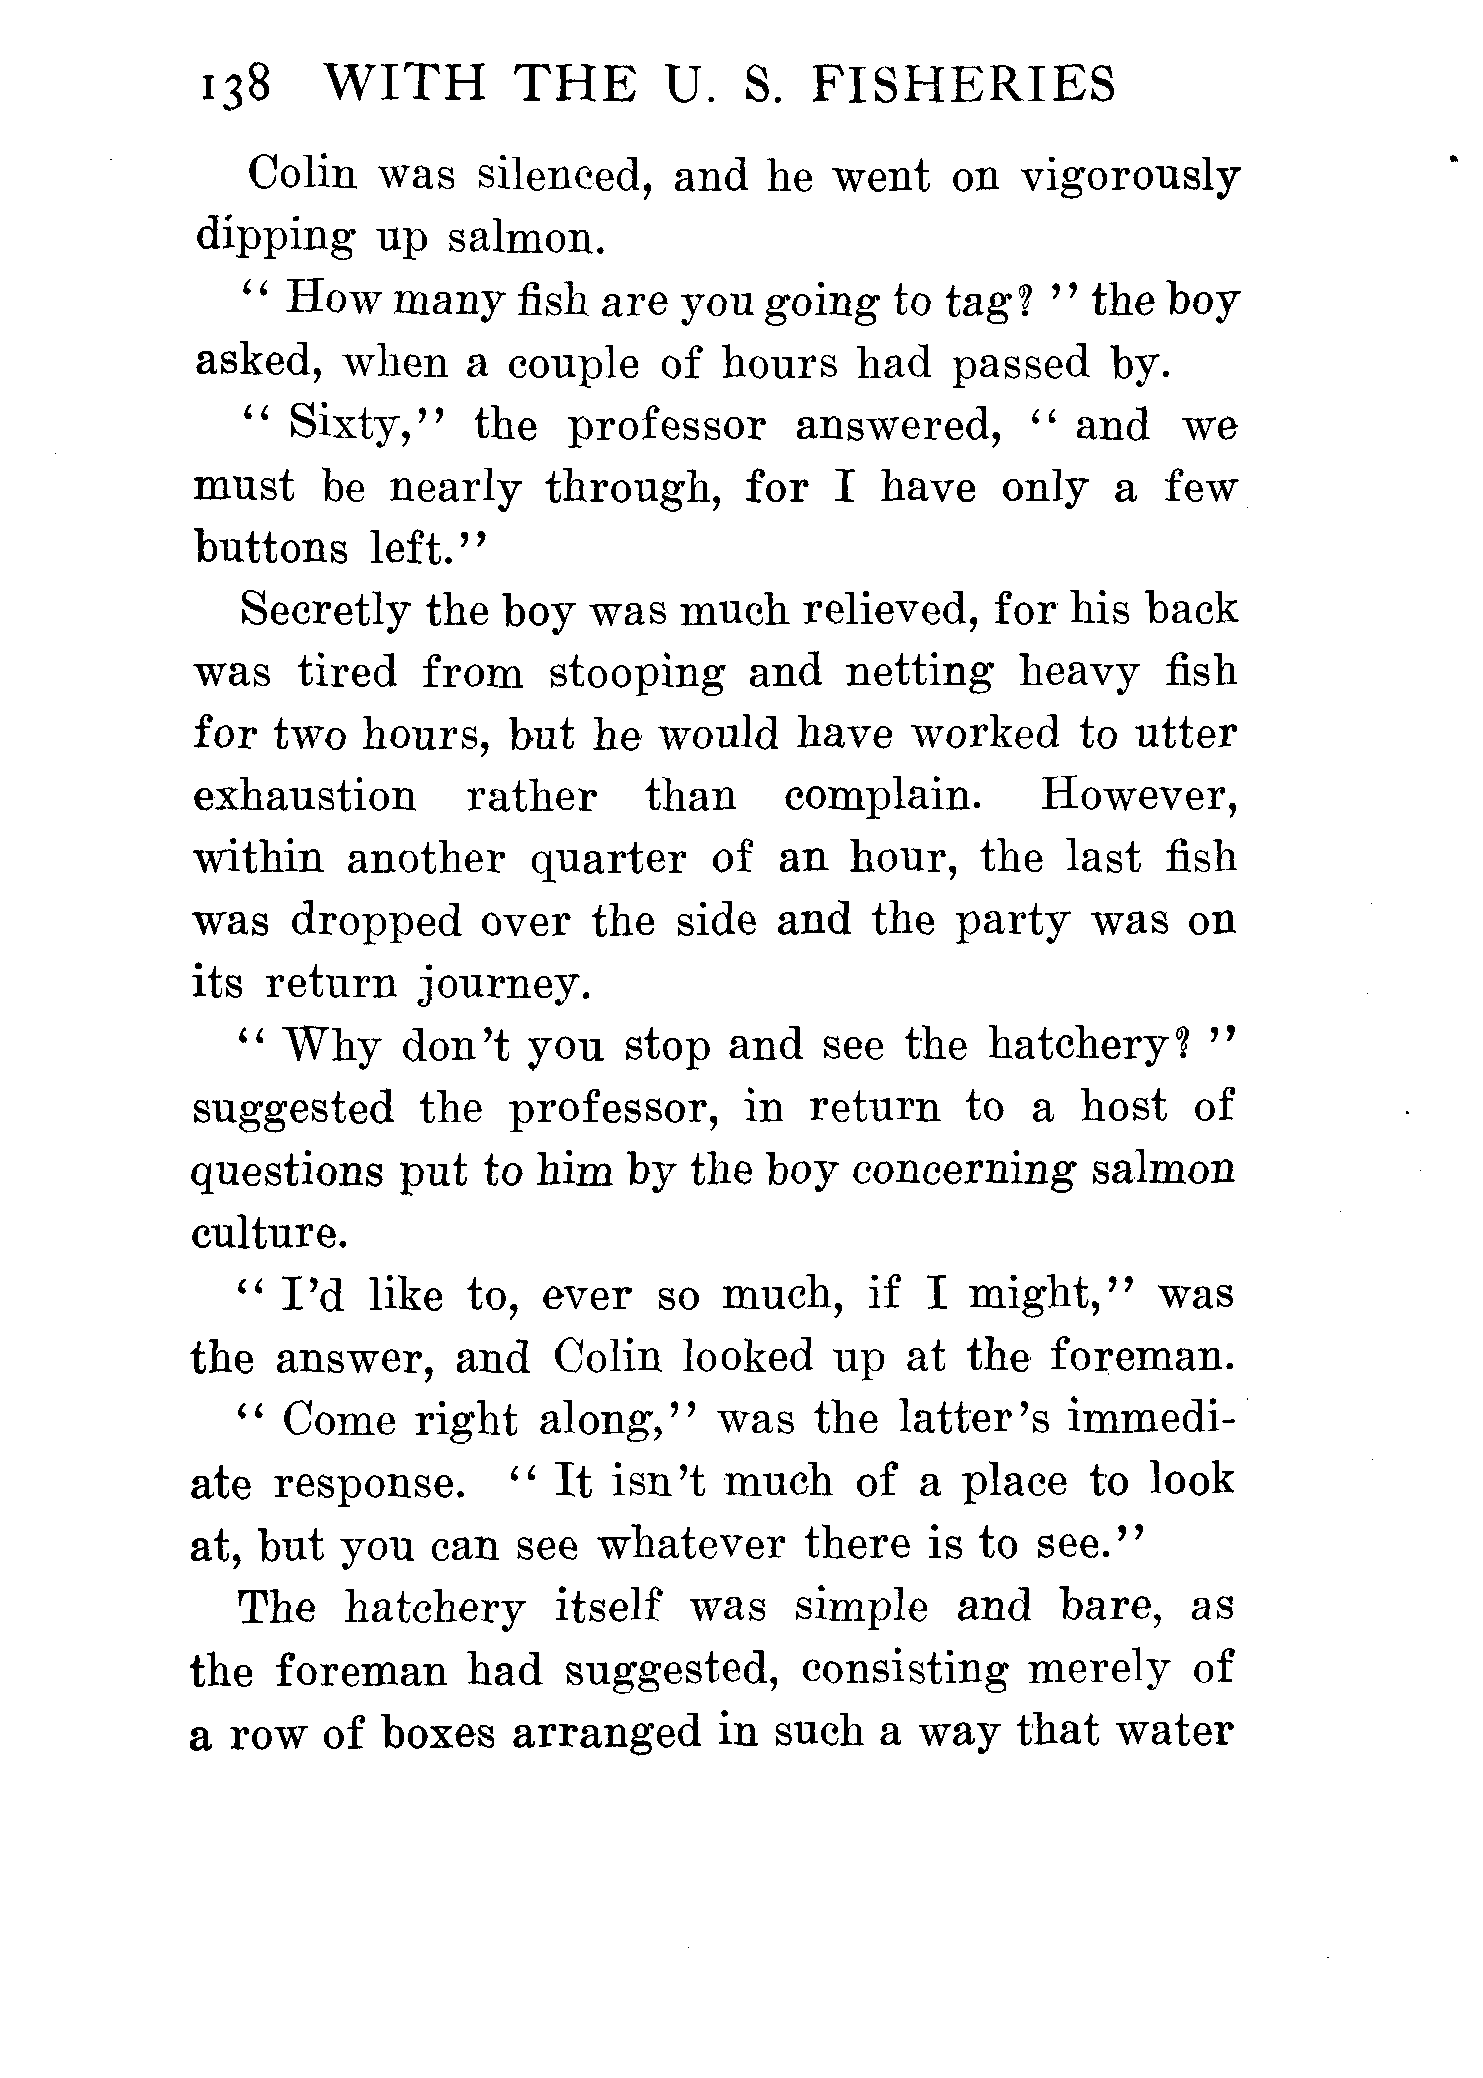 138 WITH THE U. S. FISHERIES
Colin was silenced, and he went on vigorously
dipping up salmon.
“ How many fish are you going to tag? ” the boy
asked, when a couple of hours had passed by.
“ Sixty,” the professor answered, “ and we
must be nearly through, for I have only a few
buttons left.”
Secretly the boy was much relieved, for his back
was tired from stooping and netting heavy fish
for two hours, but he would have worked to utter
exhaustion rather than complain. However,
within another quarter of an hour, the last fish
was dropped over the side and the party was on
its return journey.
“ Why don’t you stop and see the hatchery? ”
suggested the professor, in return to a host of
questions put to him by the boy concerning salmon
culture.
“ I’d like to, ever so much, if I might,” was
the answer, and Colin looked up at the foreman.
“ Come right along,” was the latter’s immedi-
ate response. “ It isn’t much of a place to look
at, but you can see whatever there is to see.”
The hatchery itself was simple and bare, as
the foreman had suggested, consisting merely of
a row of boxes arranged in such a way that water